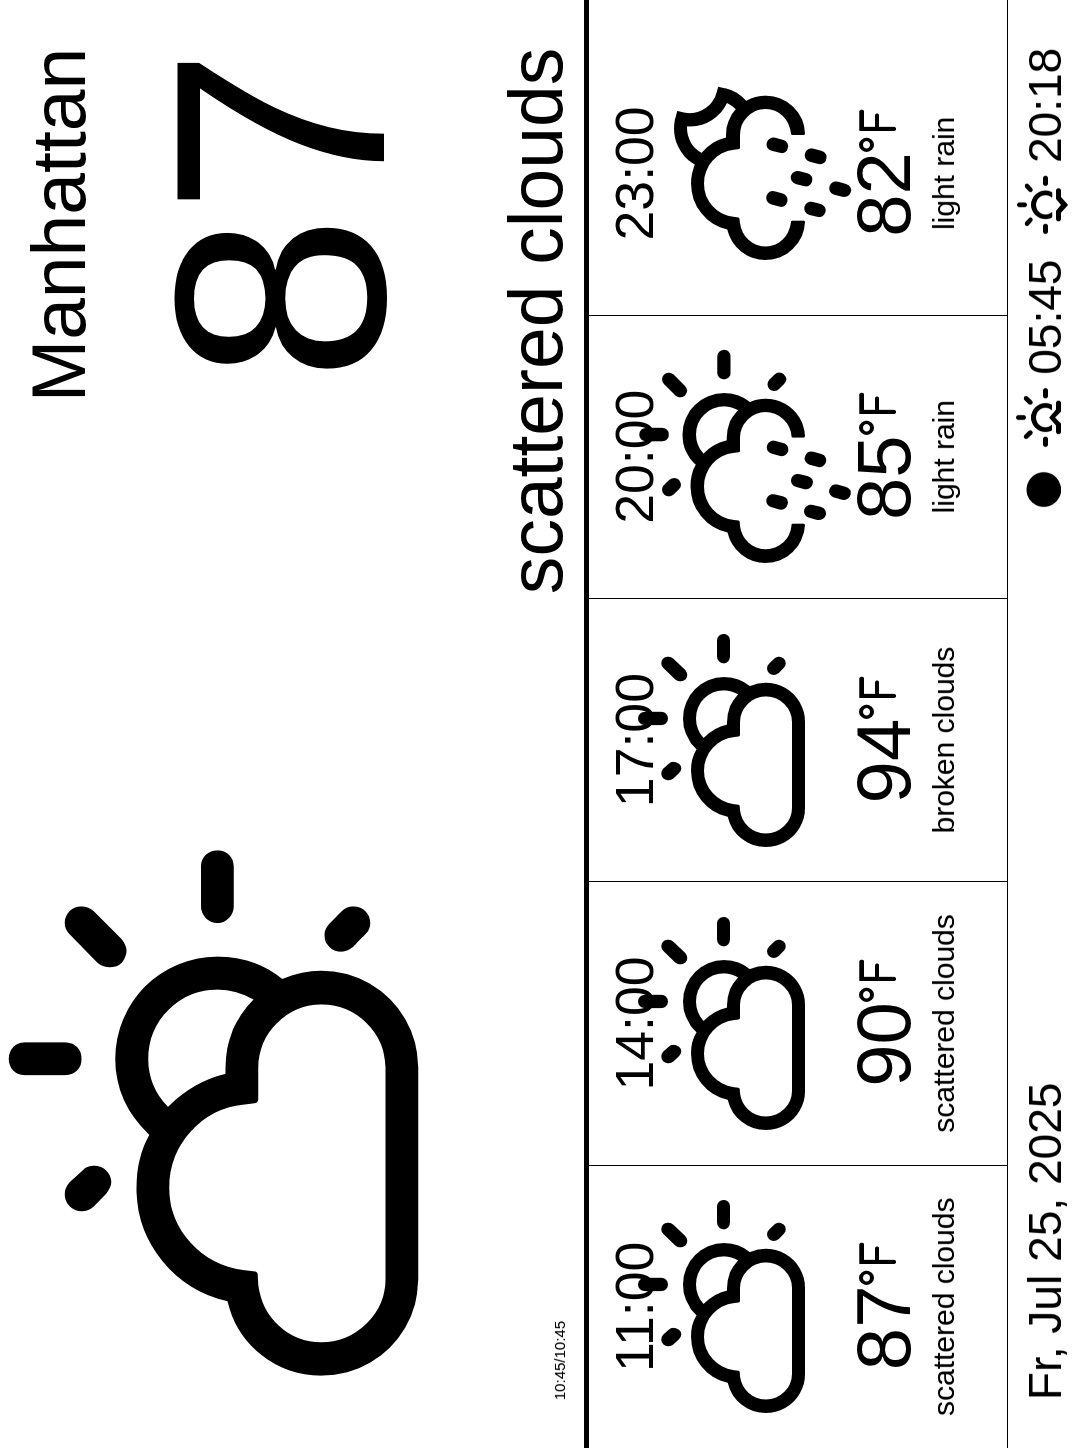 Manhattan
87
scattered clouds
10:45/10:45
11:00
87°F
scattered clouds
14:00
90°F
scattered clouds
17:00
94°F
broken clouds
20:00
85°F
light rain
23:00
82°F
light rain
Fr, Jul 25, 2025
05:45
20:18